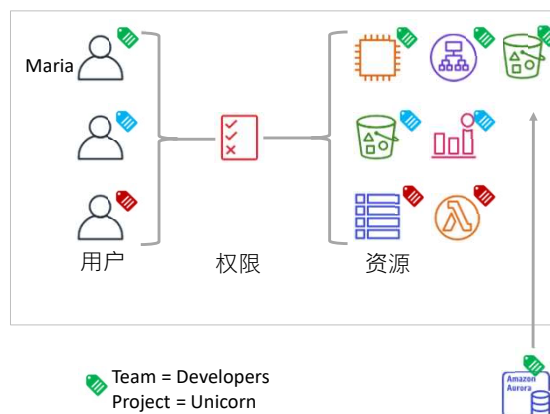 Maria
用户
权限
资源
Team = Developers
Project = Unicorn
Amazon
Aurora